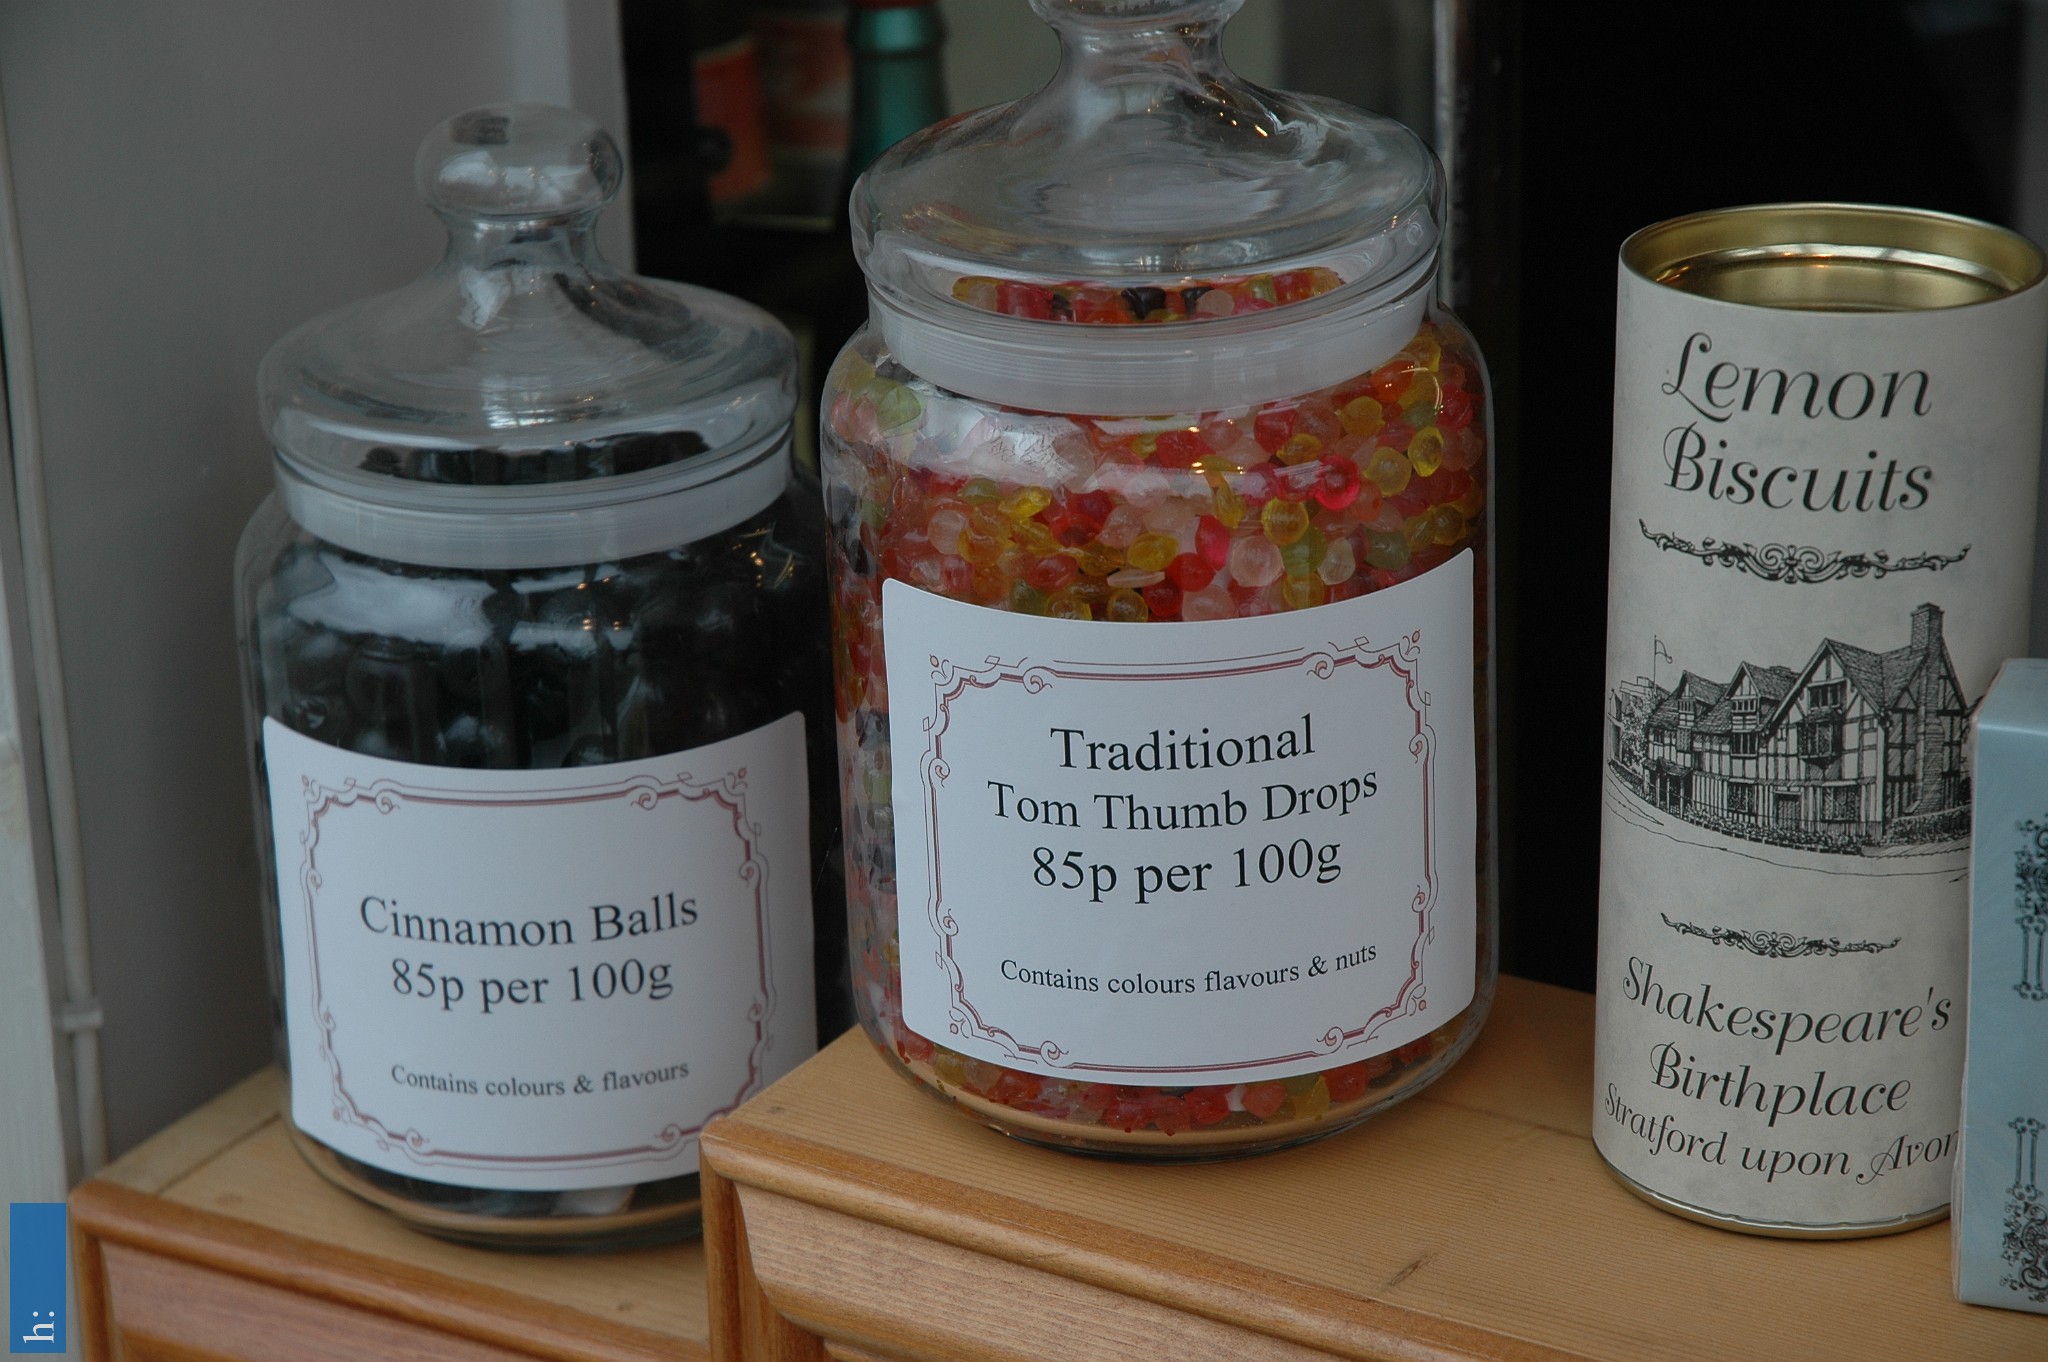 Cinnamon Balls
85p per 100g
Contains colours & flavours
Traditional
Tom Thumb Drops
85p per 100g
Contains colours flavours & nuts
Lemon
Biscuits
Shakespeare's
Birthplace
Stratford upon Avon
h: